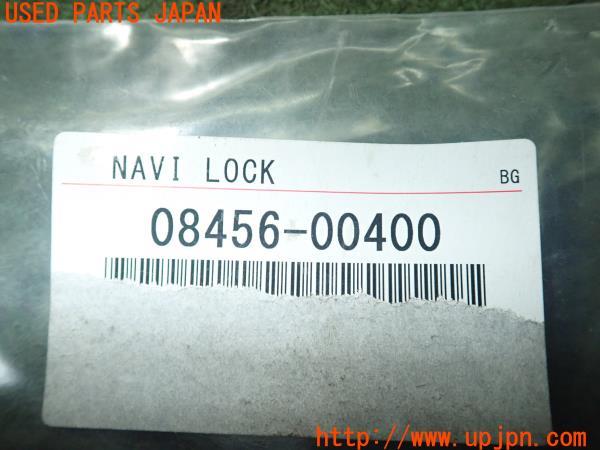 USED PARTS JAPAN
NAVI LOCK
BG
08456-00400
http://www.upjpn.com/